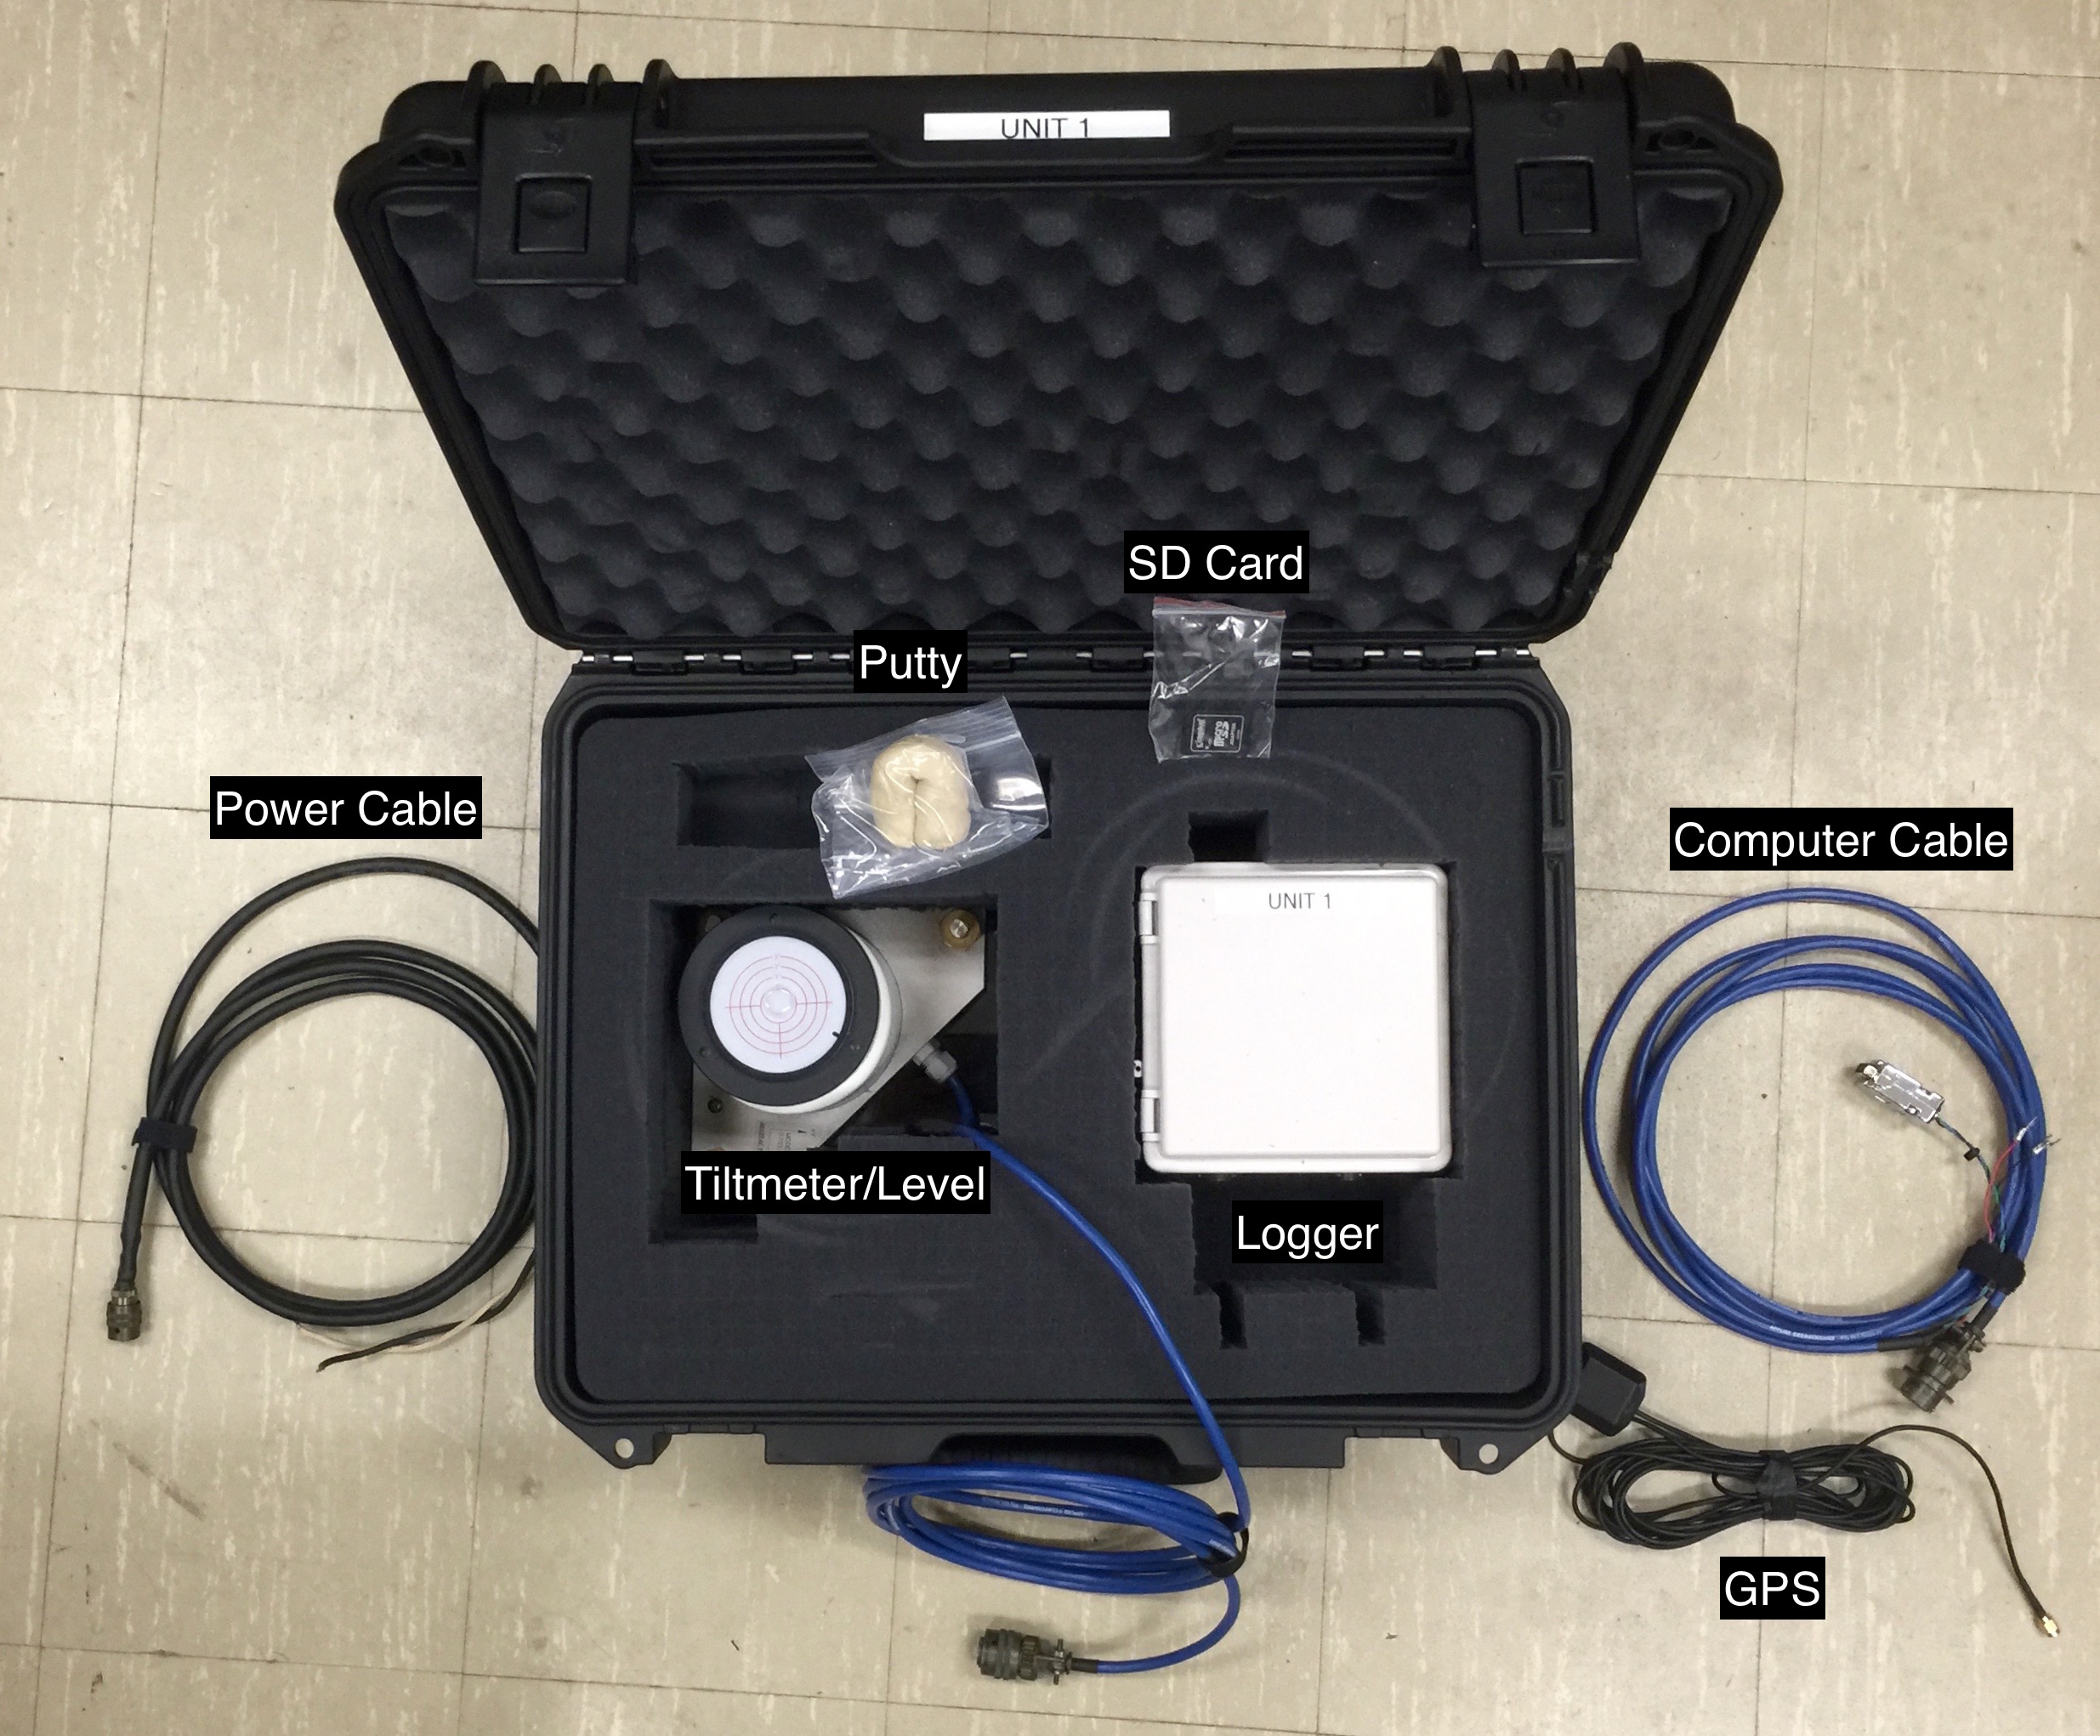 UNIT 1
SD Card
Putty
Power Cable
Computer Cable
UNIT 1
Tiltmeter/Level
Logger
GPS